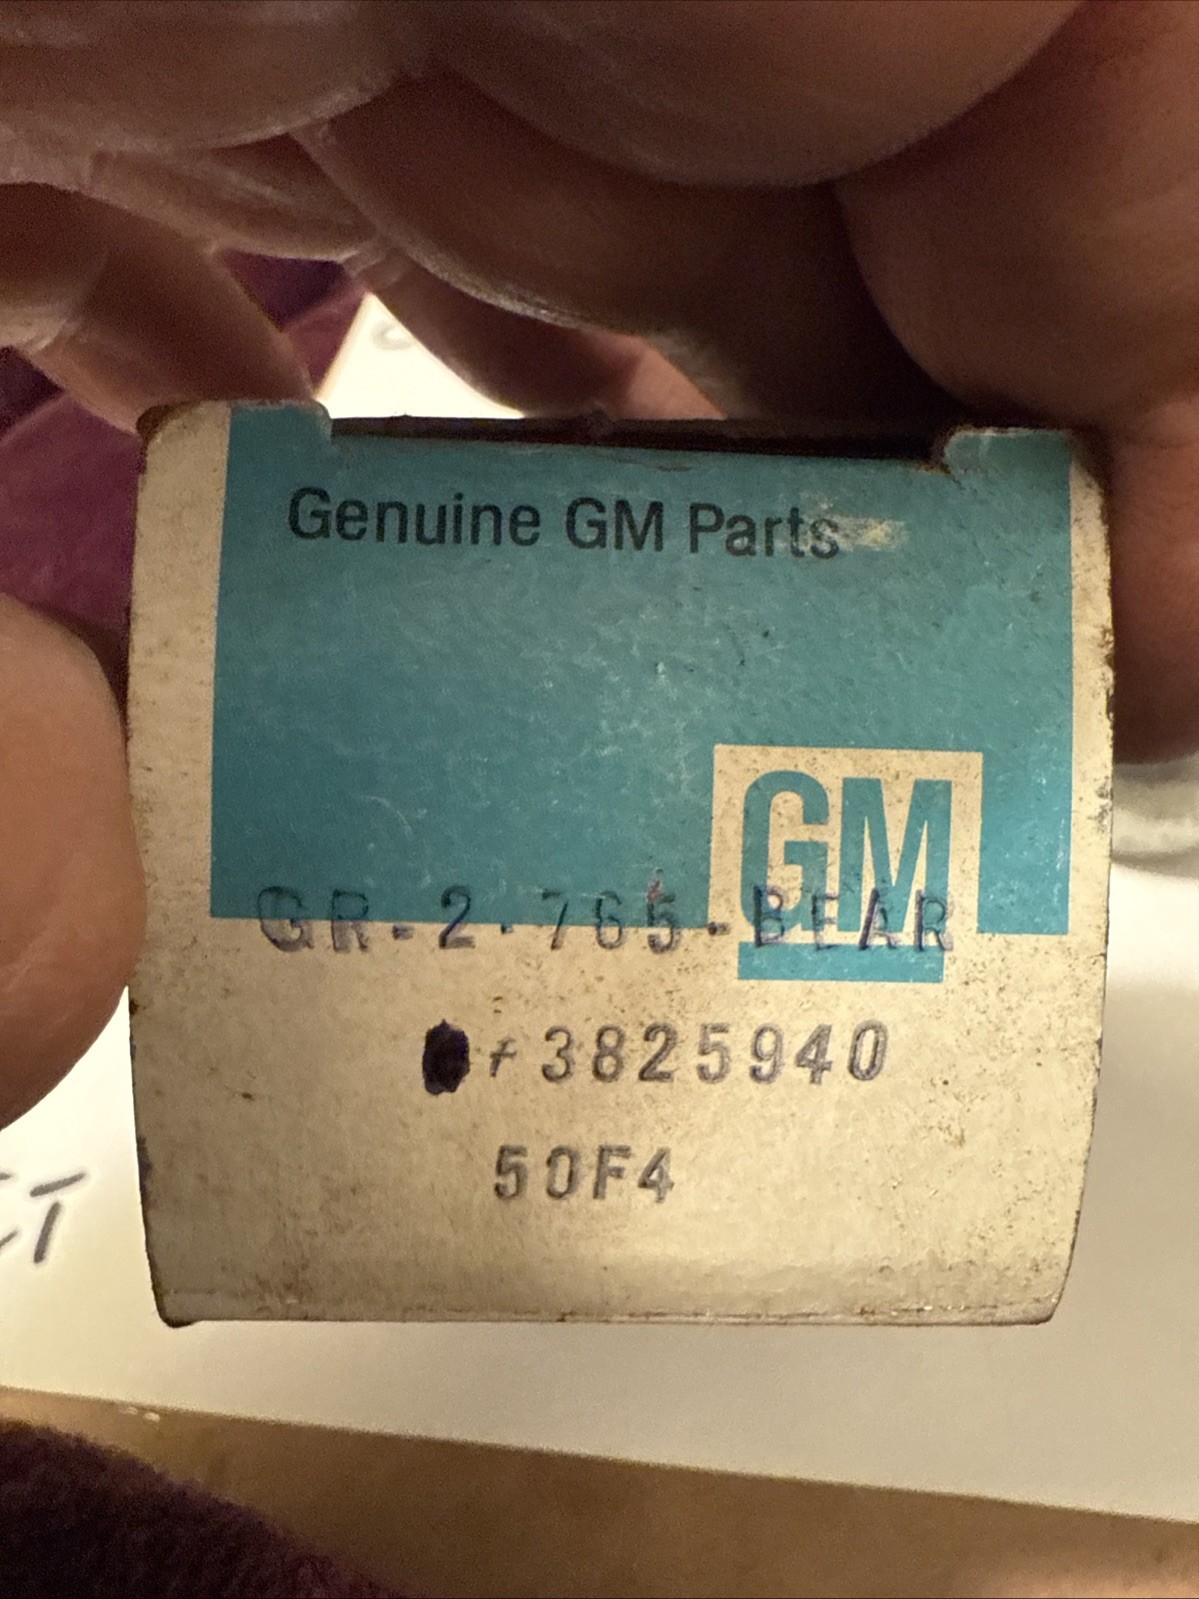 Genuine GM Parts
GM
GR-2-765-BEAR
3825940
50F4